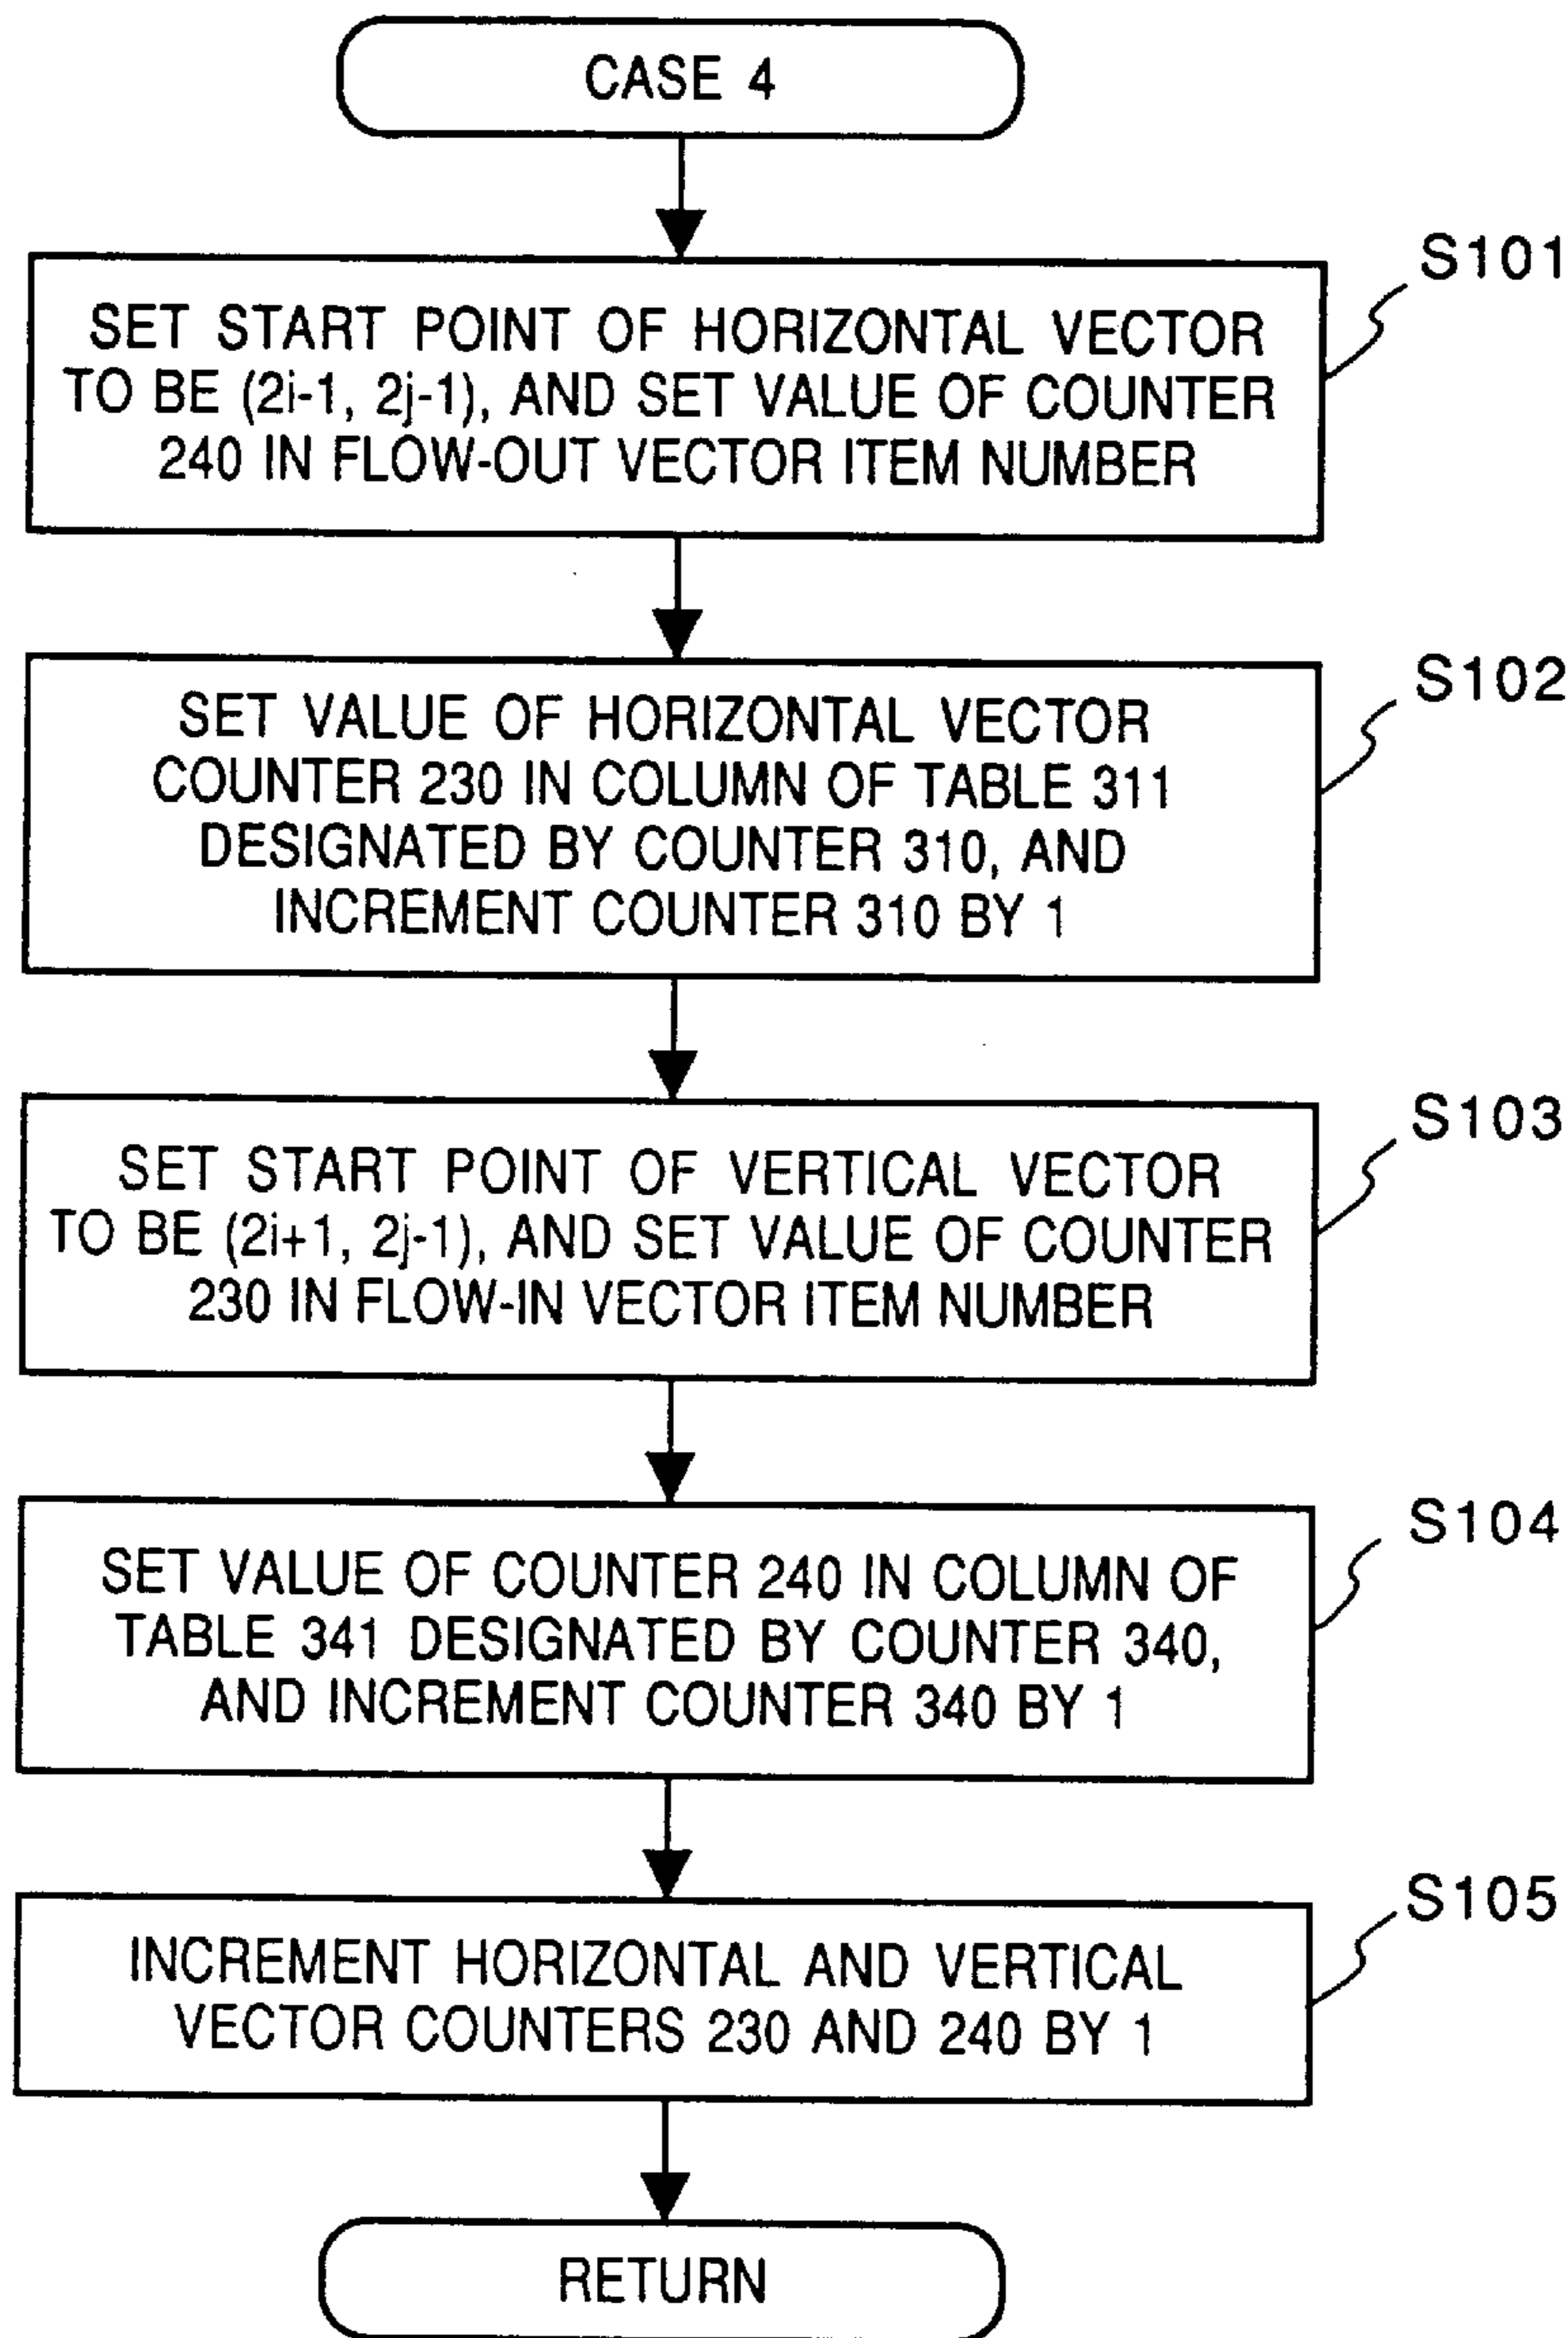 CASE 4
S101
SET START POINT OF HORIZONTAL VECTOR
TO BE (2i-1, 2j-1), AND SET VALUE OF COUNTER
240 IN FLOW-OUT VECTOR ITEM NUMBER
S102
SET VALUE OF HORIZONTAL VECTOR
COUNTER 230 IN COLUMN OF TABLE 311
DESIGNATED BY COUNTER 310, AND
INCREMENT COUNTER 310 BY 1
S103
SET START POINT OF VERTICAL VECTOR
TO BE (2i+1, 2j-1), AND SET VALUE OF COUNTER
230 IN FLOW-IN VECTOR ITEM NUMBER
S104
SET VALUE OF COUNTER 240 IN COLUMN OF
TABLE 341 DESIGNATED BY COUNTER 340,
AND INCREMENT COUNTER 340 BY 1
S105
INCREMENT HORIZONTAL AND VERTICAL
VECTOR COUNTERS 230 AND 240 BY 1
RETURN